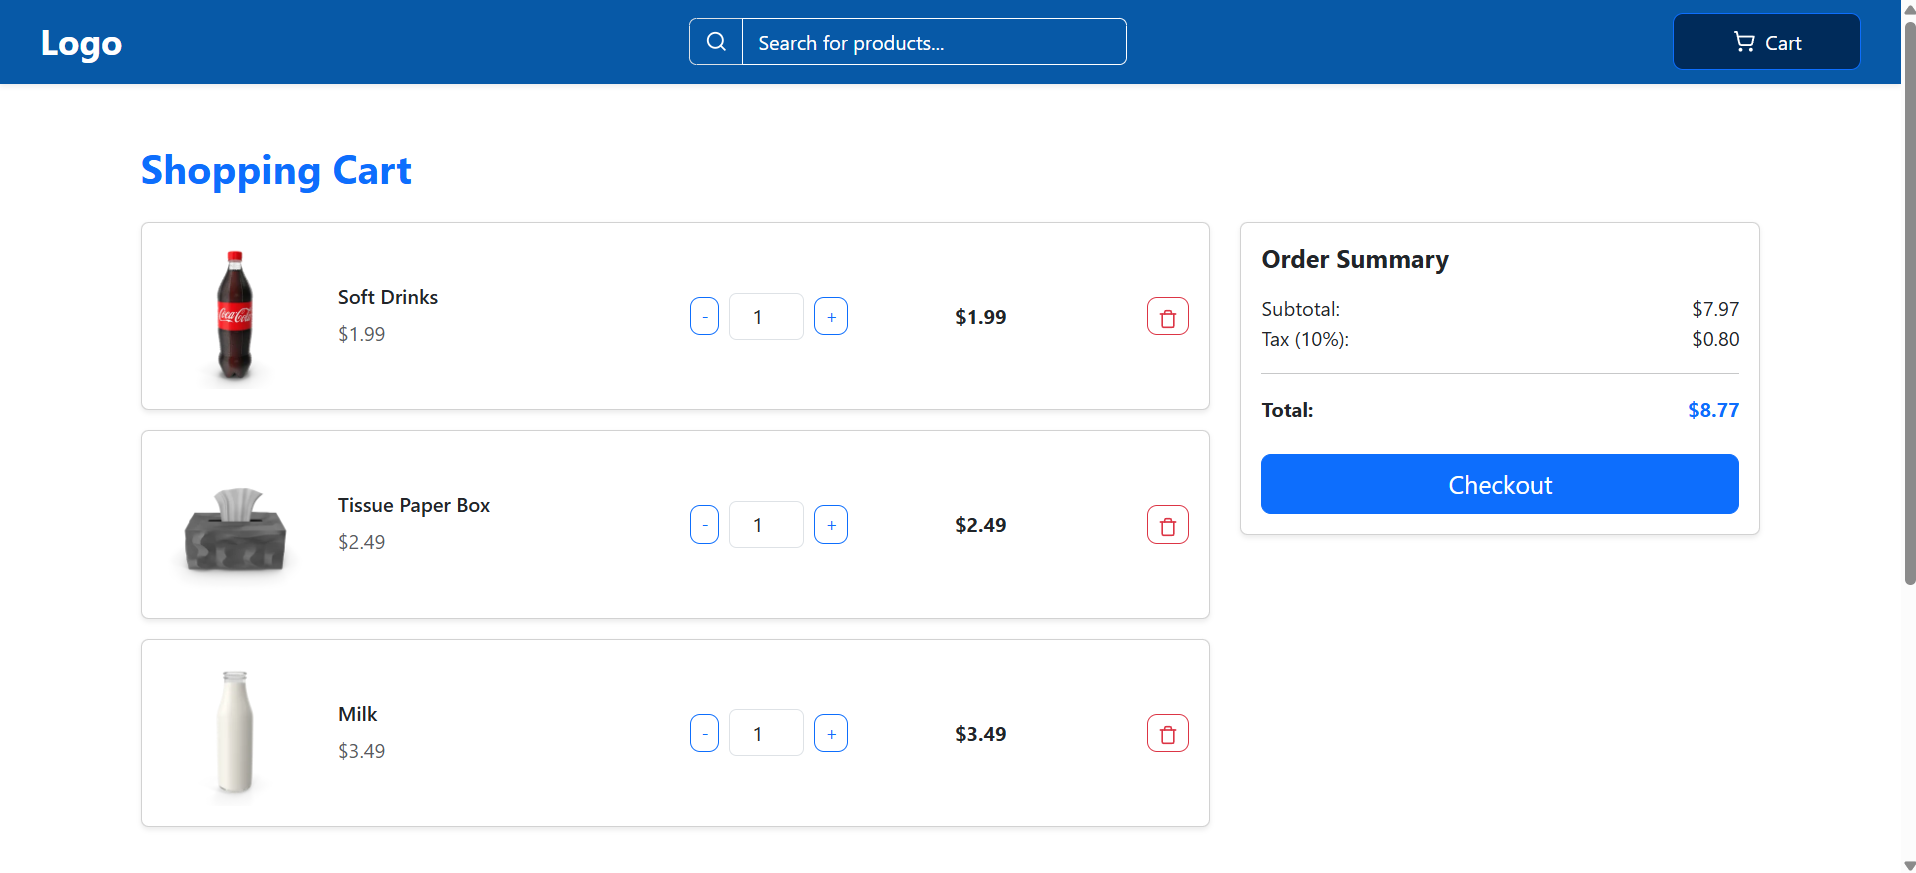 Logo
Search for products...
Cart
Shopping Cart
Coca-Cola
Soft Drinks
$1.99
-
1
+
$1.99
Tissue Paper Box
$2.49
-
1
+
$2.49
Milk
$3.49
-
1
+
$3.49
Order Summary
Subtotal: $7.97
Tax (10%): $0.80
Total: $8.77
Checkout